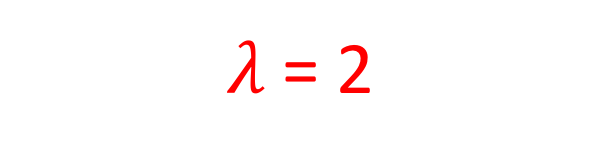 λ = 2